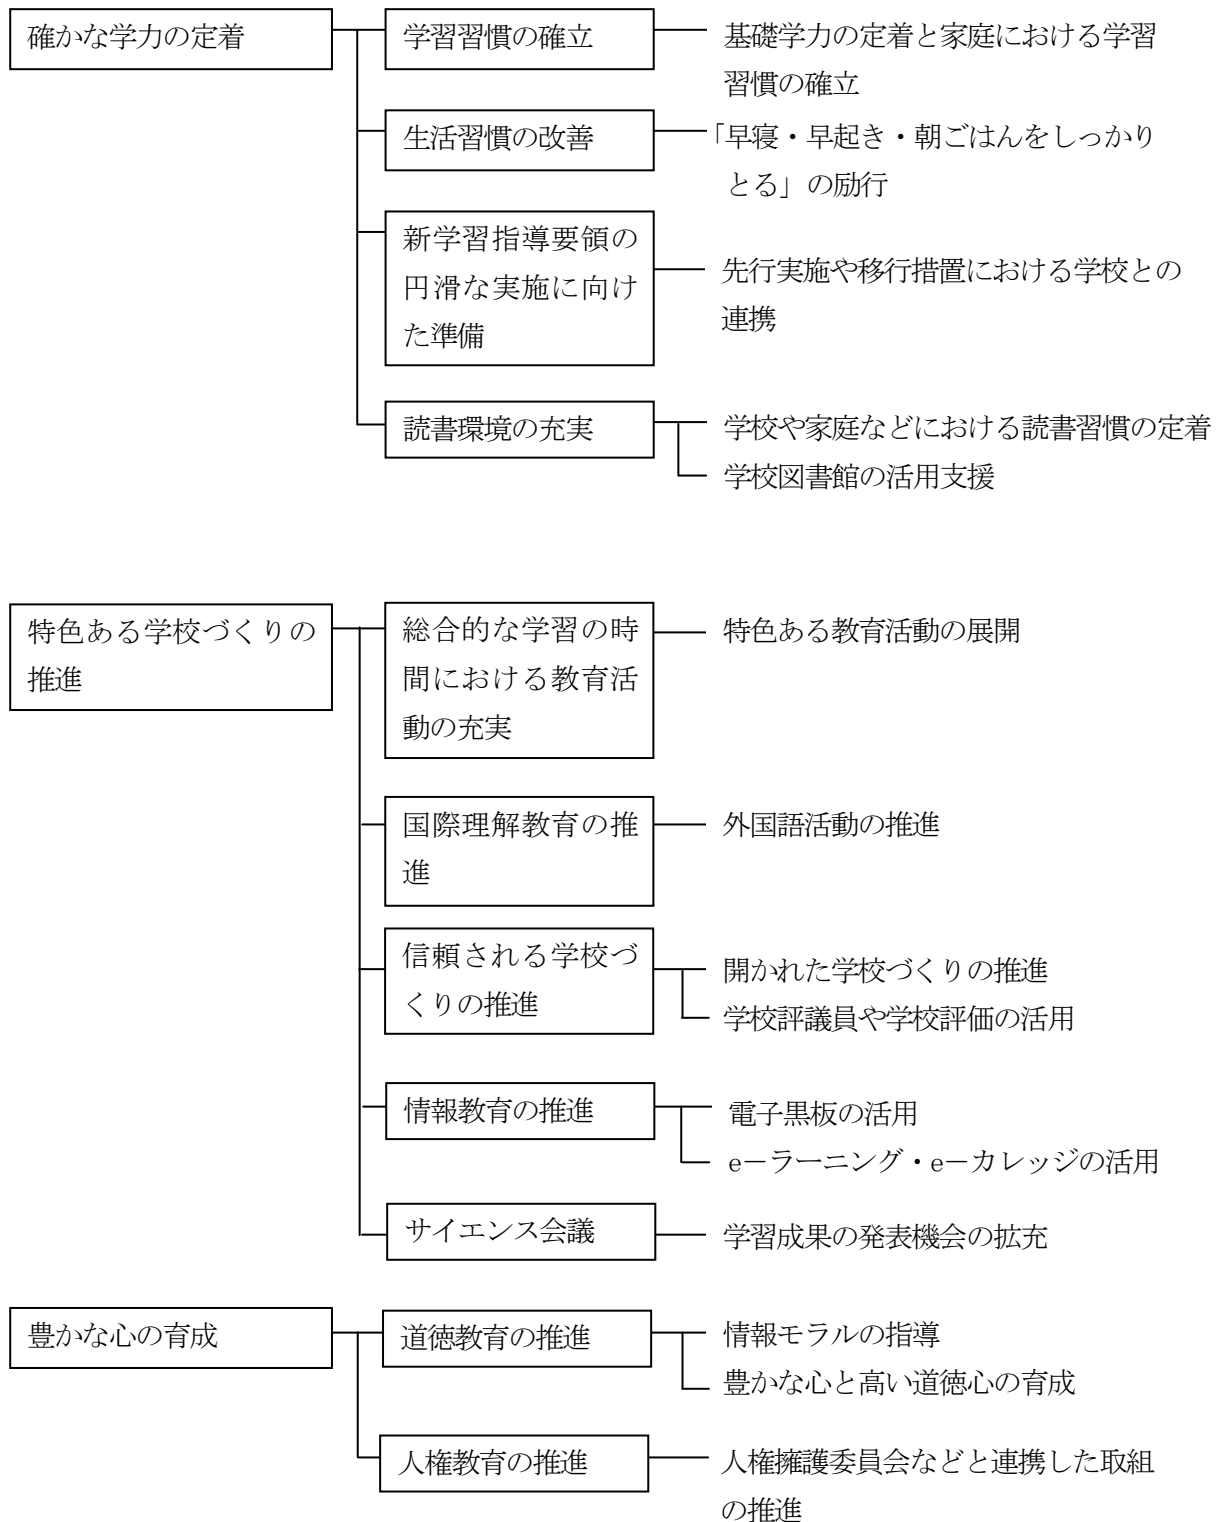 確かな学力の定着
学習習慣の確立
基礎学力の定着と家庭における学習
習慣の確立
生活習慣の改善
「早寝・早起き・朝ごはんをしっかり
とる」の励行
新学習指導要領の
円滑な実施に向け
た準備
先行実施や移行措置における学校との
連携
読書環境の充実
学校や家庭などにおける読書習慣の定着
学校図書館の活用支援
特色ある学校づくりの
推進
総合的な学習の時
間における教育活
動の充実
特色ある教育活動の展開
国際理解教育の推
進
外国語活動の推進
信頼される学校づ
くりの推進
開かれた学校づくりの推進
学校評議員や学校評価の活用
情報教育の推進
電子黒板の活用
e－ラーニング・e－カレッジの活用
サイエンス会議
学習成果の発表機会の拡充
豊かな心の育成
道徳教育の推進
情報モラルの指導
豊かな心と高い道徳心の育成
人権教育の推進
人権擁護委員会などと連携した取組
の推進